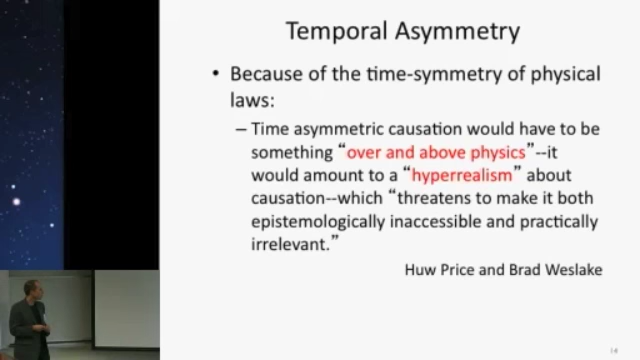 Temporal Asymmetry
• Because of the time-symmetry of physical
laws:
– Time asymmetric causation would have to be
something “over and above physics”--it
would amount to a “hyperrealism” about
causation--which “threatens to make it both
epistemologically inaccessible and practically
irrelevant.”
Huw Price and Brad Weslake
14